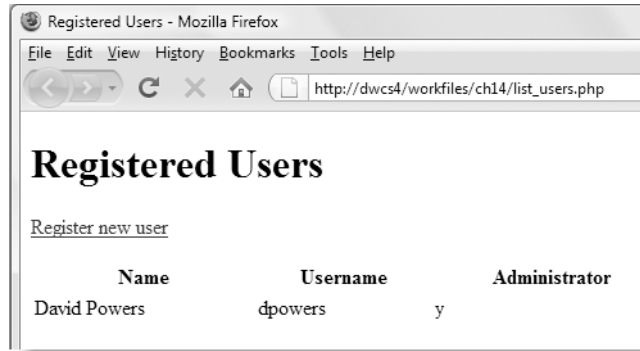 Registered Users - Mozilla Firefox
File Edit View History Bookmarks Tools Help
http://dwcs4/workfiles/ch14/list_users.php
Registered Users
Register new user
Name Username Administrator
David Powers dpowers y